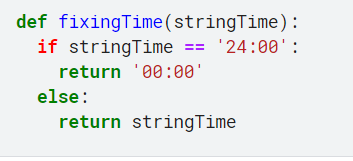 def fixingTime(stringTime):
  if stringTime == '24:00':
    return '00:00'
  else:
    return stringTime